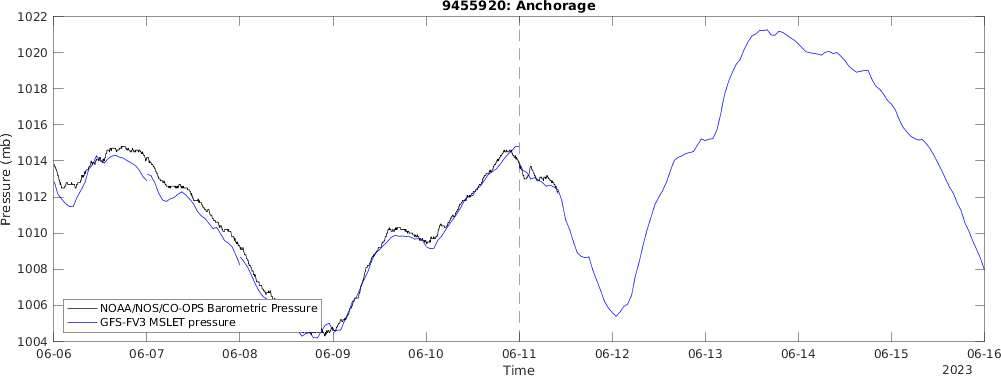 9455920: Anchorage
Pressure (mb)
1022
1020
1018
1016
1014
1012
1010
1008
1006
1004
NOAA/NOS/CO-OPS Barometric Pressure
GFS-FV3 MSLET pressure
06-06 06-07 06-08 06-09 06-10 06-11 06-12 06-13 06-14 06-15 06-16
Time
2023